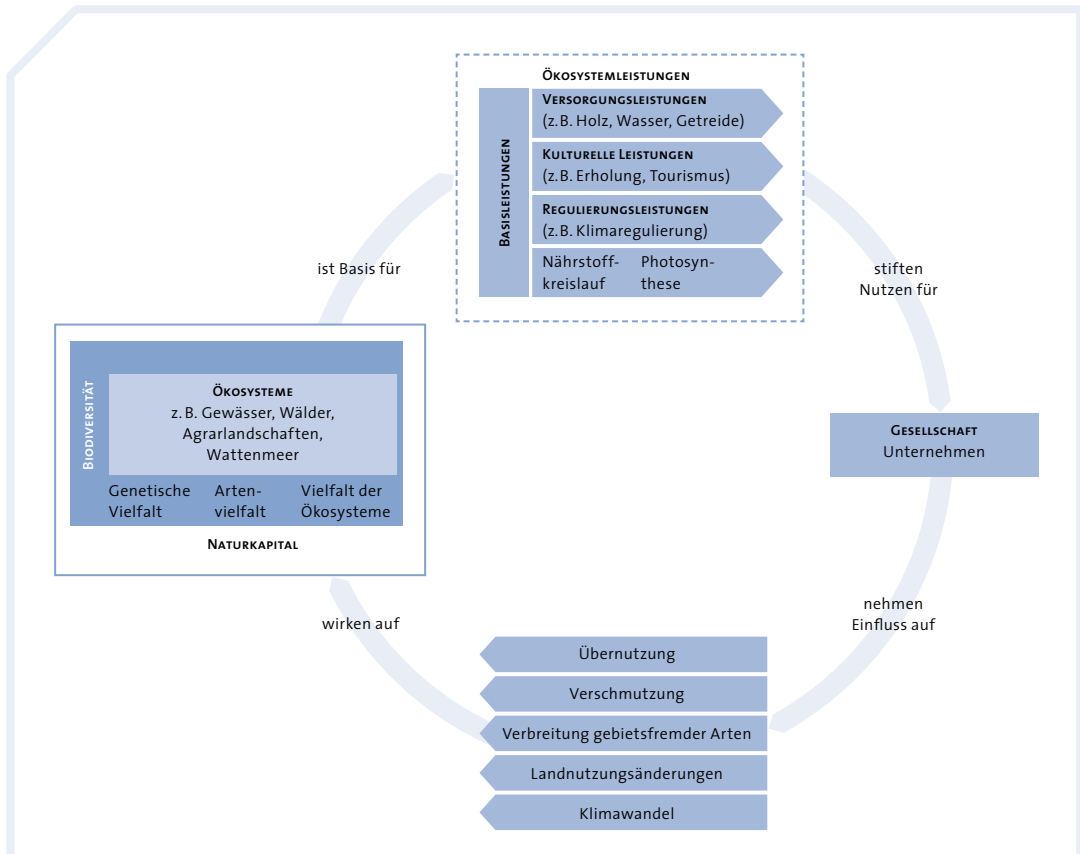 ÖKOSYSTEMLEISTUNGEN
BASISLEISTUNGEN
VERSORGUNGSLEISTUNGEN
(z. B. Holz, Wasser, Getreide)
KULTURELLE LEISTUNGEN
(z. B. Erholung, Tourismus)
REGULIERUNGSLEISTUNGEN
(z. B. Klimaregulierung)
Nährstoff- Photosyn-
kreislauf these
ist Basis für
stiften
Nutzen für
BIODIVERSITÄT
ÖKOSYSTEME
z. B. Gewässer, Wälder,
Agrarlandschaften,
Wattenmeer
Genetische Arten- Vielfalt der
Vielfalt vielfalt Ökosysteme
NATURKAPITAL
GESELLSCHAFT
Unternehmen
wirken auf
nehmen
Einfluss auf
Übernutzung
Verschmutzung
Verbreitung gebietsfremder Arten
Landnutzungsänderungen
Klimawandel